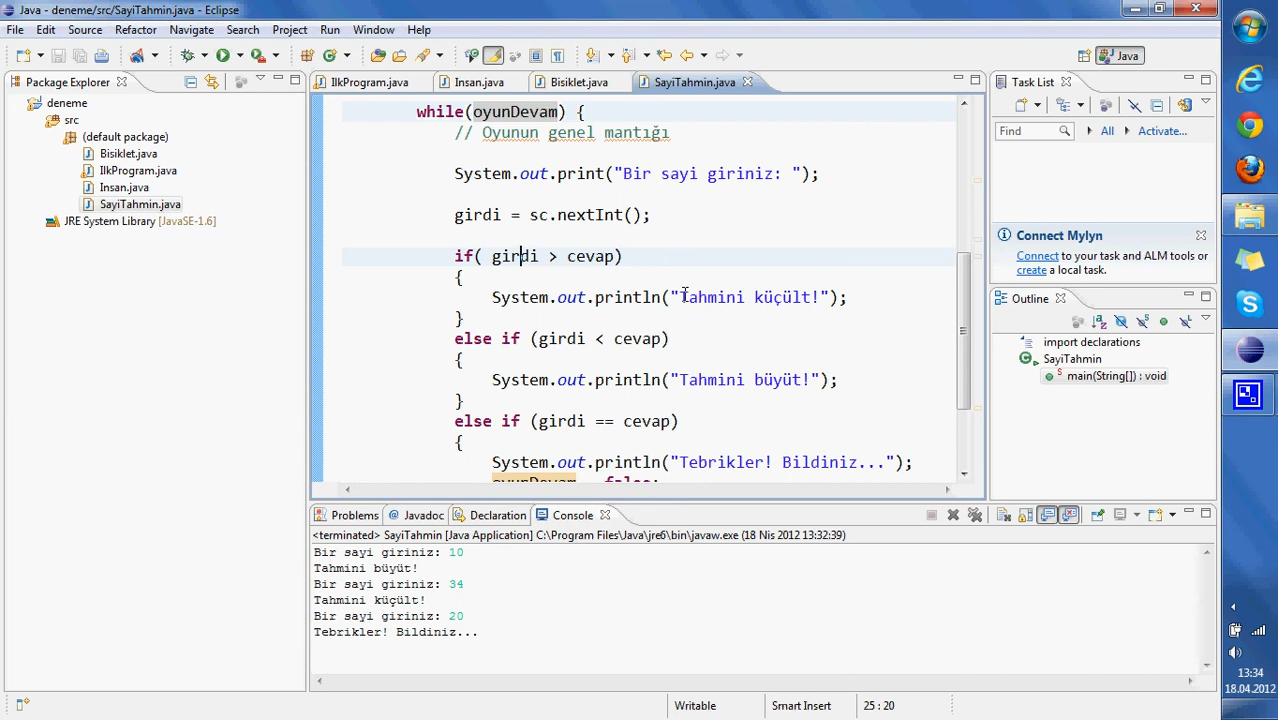 Java - deneme/src/SayiTahmin.java - Eclipse
File Edit Source Refactor Navigate Search Project Run Window Help
Java
Package Explorer
deneme
src
(default package)
Bisiklet.java
IlkProgram.java
Insan.java
SayiTahmin.java
JRE System Library [JavaSE-1.6]
IlkProgram.java Insan.java Bisiklet.java SayiTahmin.java
while(oyunDevam) {
// Oyunun genel mantığı
System.out.print("Bir sayi giriniz: ");
girdi = sc.nextInt();
if( girdi > cevap)
{
System.out.println("Tahmini küçült!");
}
else if (girdi < cevap)
{
System.out.println("Tahmini büyüt!");
}
else if (girdi == cevap)
{
System.out.println("Tebrikler! Bildiniz...");
oyunDevam = false;
Task List
Find All Activate...
Connect Mylyn
Connect to your task and ALM tools or
create a local task.
Outline
import declarations
SayiTahmin
main(String[]) : void
Problems Javadoc Declaration Console
<terminated> SayiTahmin [Java Application] C:\Program Files\Java\jre6\bin\javaw.exe (18 Nis 2012 13:32:39)
Bir sayi giriniz: 10
Tahmini büyüt!
Bir sayi giriniz: 34
Tahmini küçült!
Bir sayi giriniz: 20
Tebrikler! Bildiniz...
Writable Smart Insert 25 : 20
13:34
18.04.2012